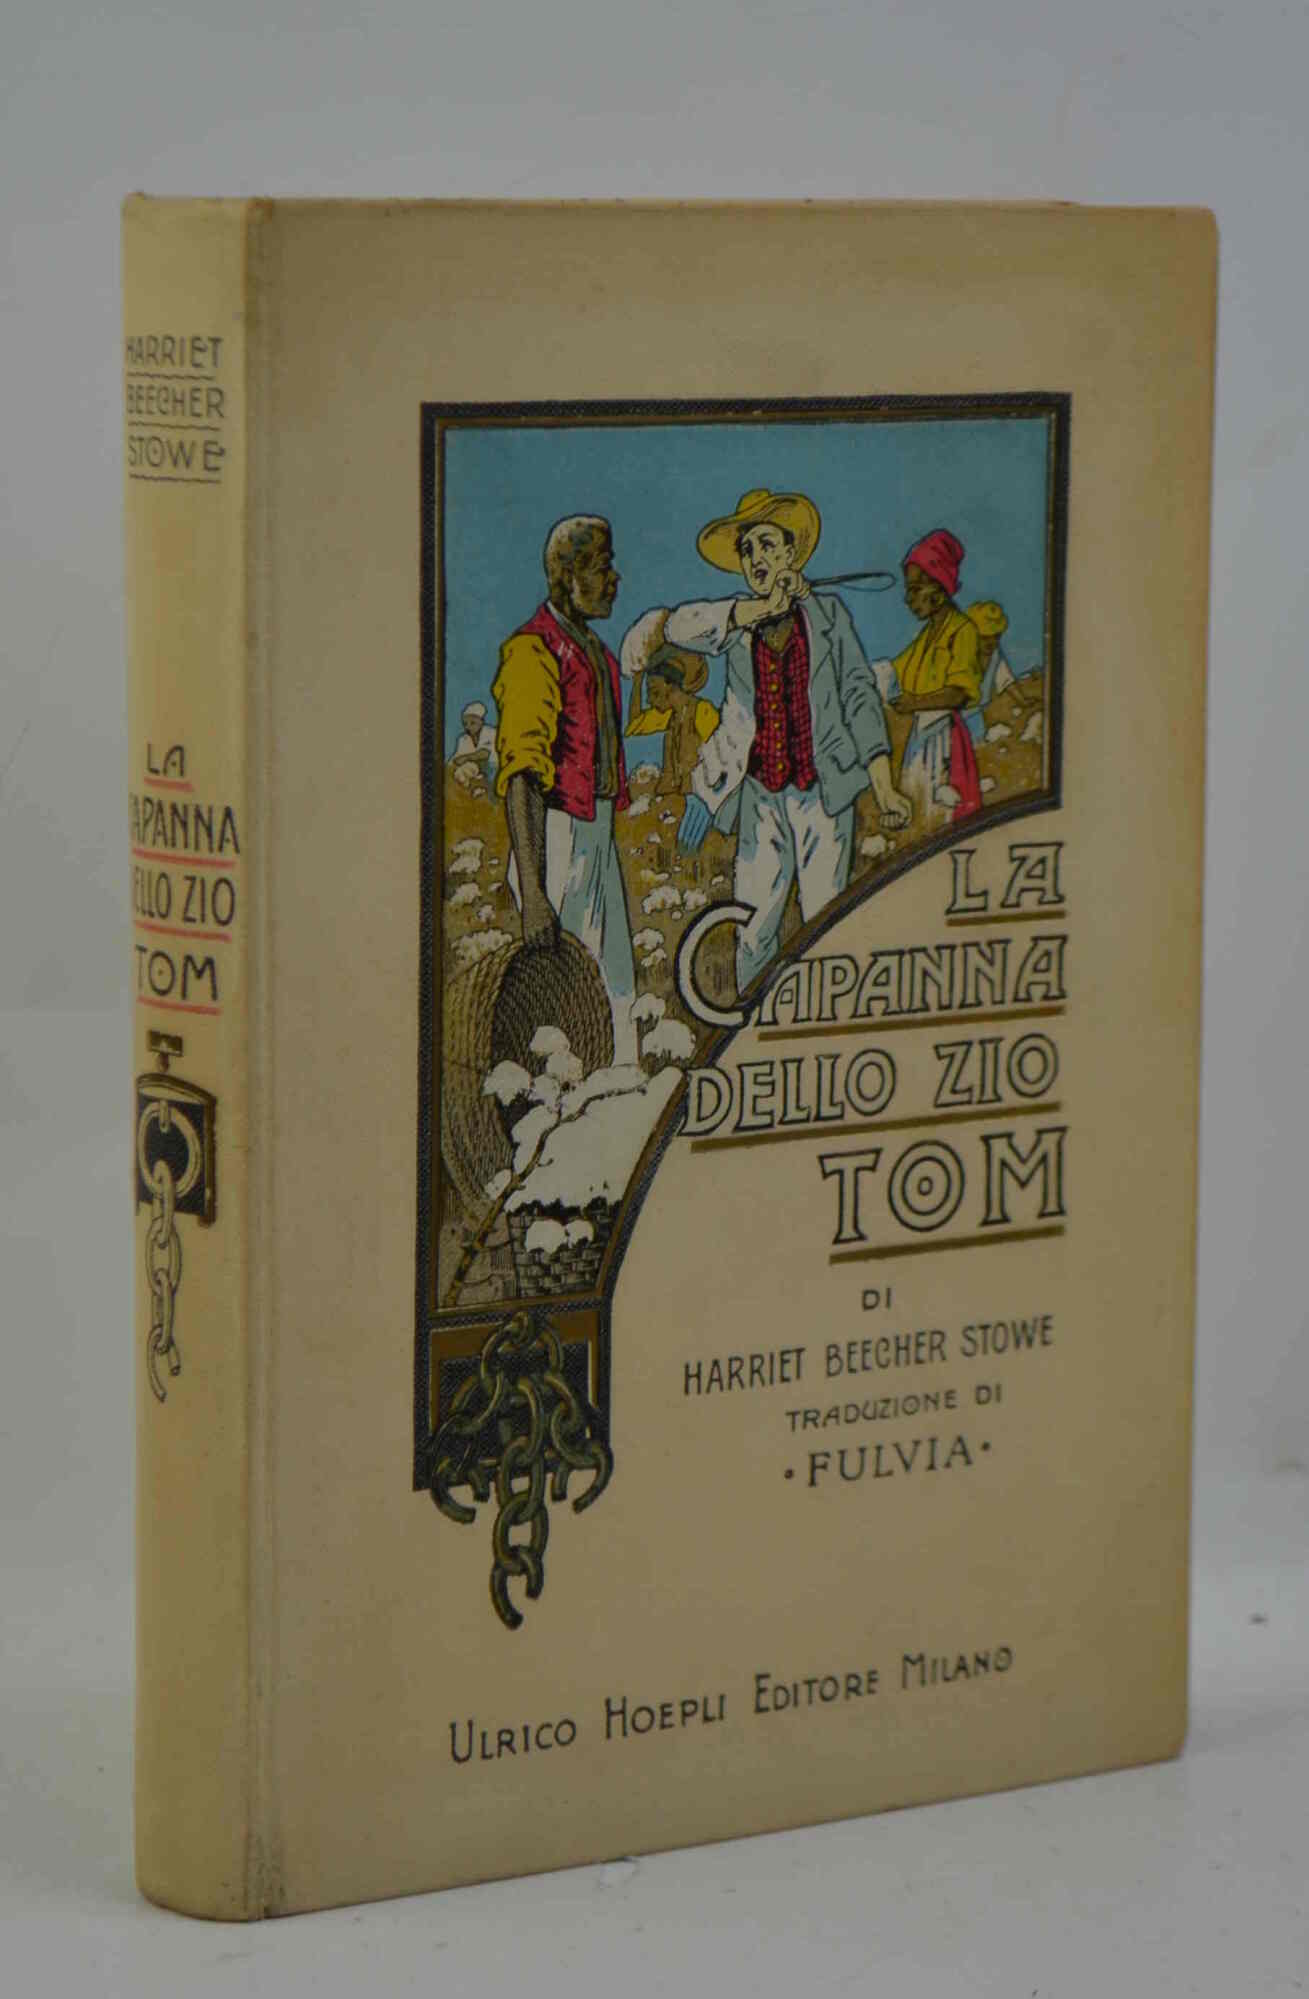 HARRIET
BEECHER
STOWE
LA
CAPANNA
DELLO ZIO
TOM
LA
CAPANNA
DELLO ZIO
TOM
DI
HARRIET BEECHER STOWE
TRADUZIONE DI
• FULVIA •
ULRICO HOEPLI EDITORE MILANO